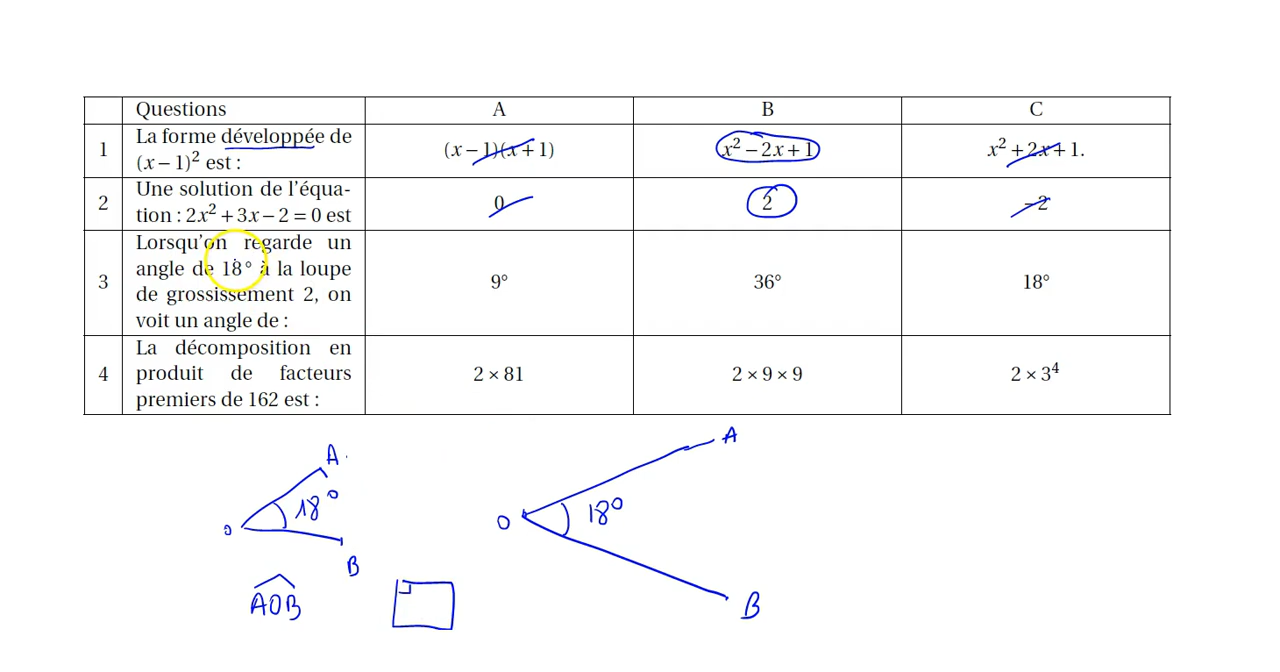 Questions A B C
1 La forme développée de (x − 1)(x + 1) x² − 2x + 1 x² + 2x + 1.
(x − 1)² est :
2 Une solution de l'équa- 0 2 −2
tion : 2x² + 3x − 2 = 0 est
Lorsqu'on regarde un
angle de 18° à la loupe
3 de grossissement 2, on 9° 36° 18°
voit un angle de :
La décomposition en
4 produit de facteurs 2 × 81 2 × 9 × 9 2 × 3⁴
premiers de 162 est :
A
18°
O
B
AOB
A
O 18°
B